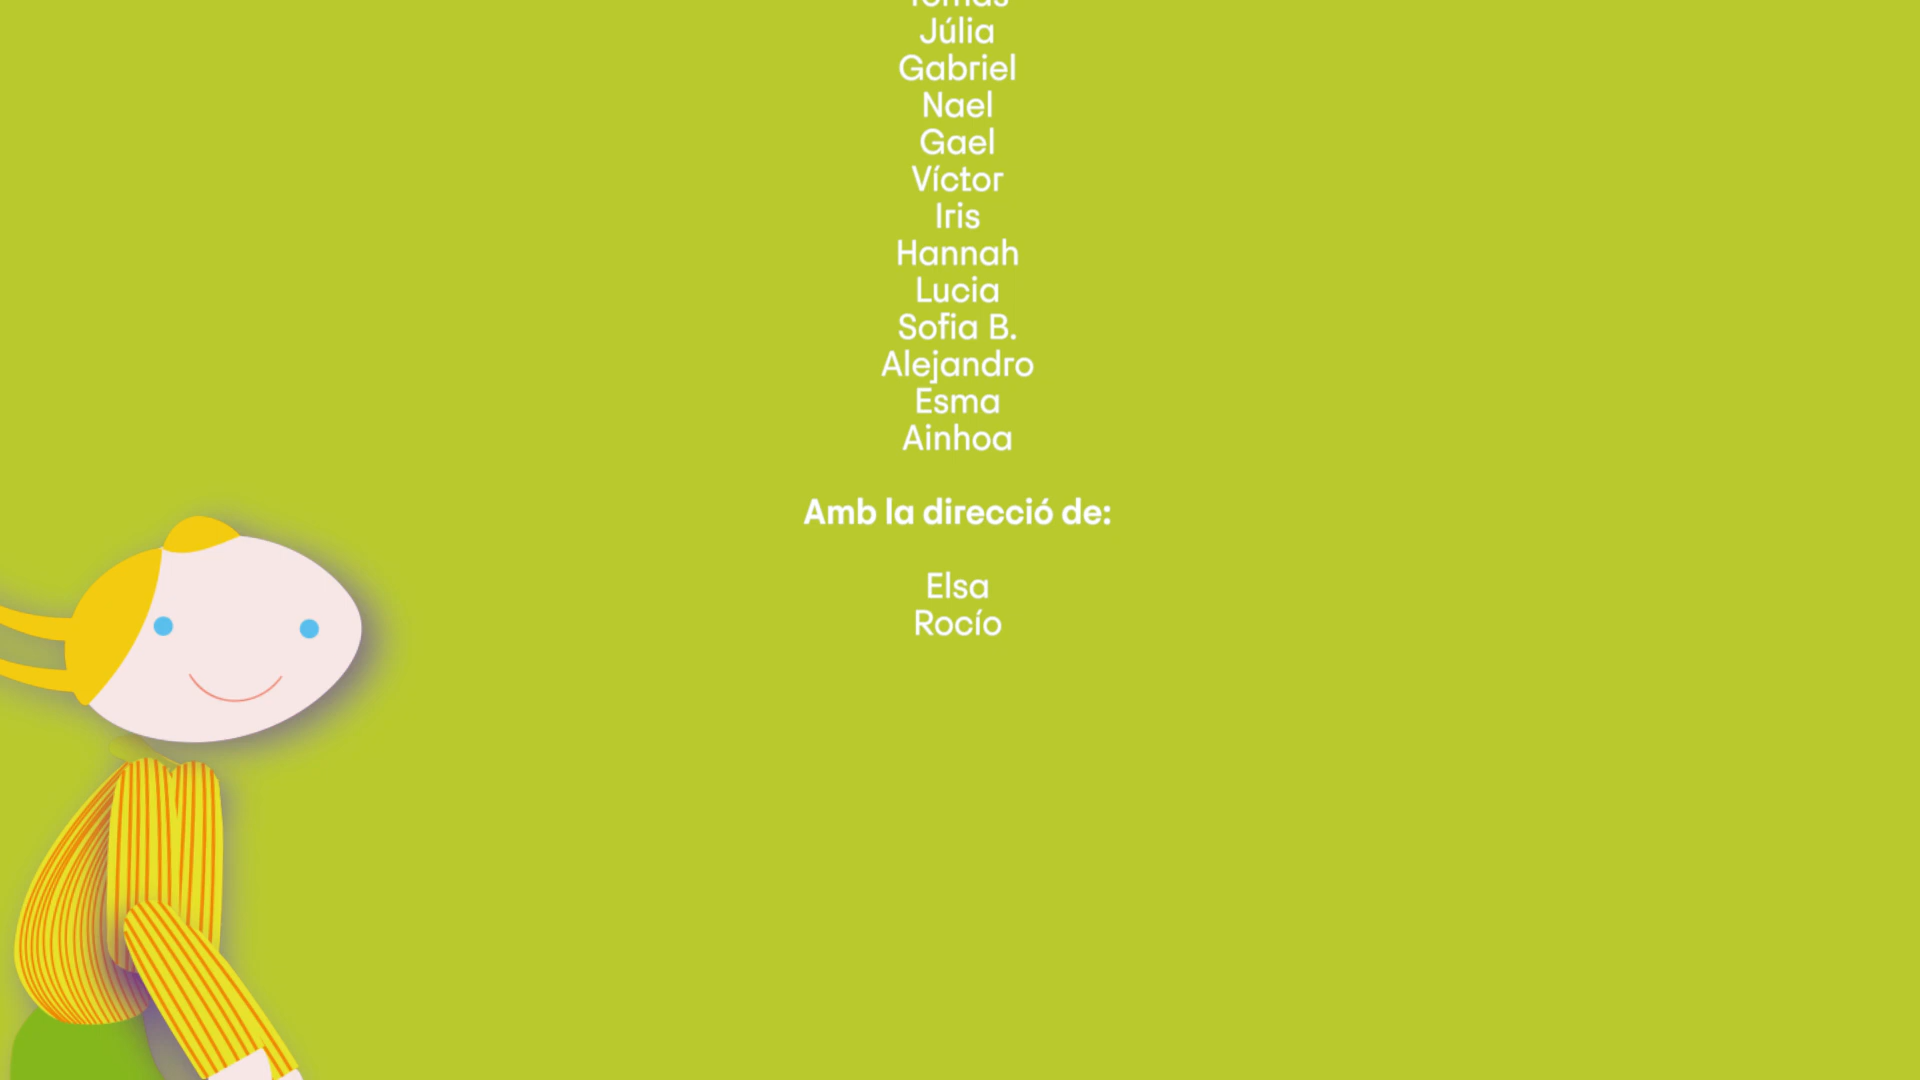 Júlia
Gabriel
Nael
Gael
Víctor
Iris
Hannah
Lucia
Sofia B.
Alejandro
Esma
Ainhoa
Amb la direcció de:
Elsa
Rocío